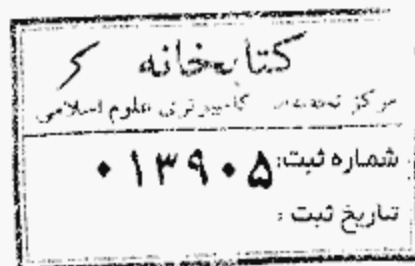 کتابخانه
مرکز تحقیقات کامپیوتری علوم اسلامی
شماره ثبت: ۰۱۳۹۰۵
تاریخ ثبت :